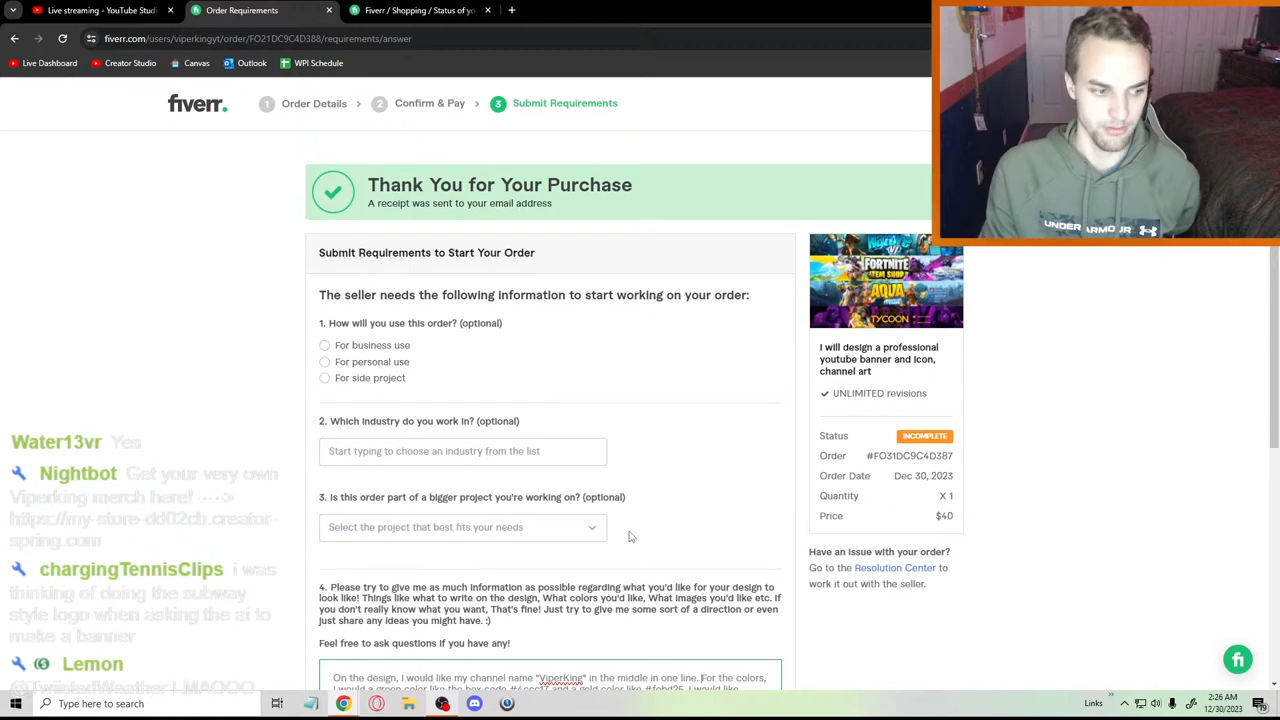 Live streaming - YouTube Studi
Order Requirements
Fiverr / Shopping / Status of yo
fiverr.com/users/viperkingyt/order/FO21DC9C4D388/requirements/answer
Live Dashboard
Creator Studio
Canvas
Outlook
WPI Schedule
fiverr.
1 Order Details
2 Confirm & Pay
3 Submit Requirements
Thank You for Your Purchase
A receipt was sent to your email address
UNDER ARMOUR
Submit Requirements to Start Your Order
The seller needs the following information to start working on your order:
1. How will you use this order? (optional)
For business use
For personal use
For side project
2. Which industry do you work in? (optional)
Start typing to choose an industry from the list
3. Is this order part of a bigger project you're working on? (optional)
Select the project that best fits your needs
4. Please try to give me as much information as possible regarding what you'd like for your design to
look like! Things like what to write on the design, What colors you'd like, What images you'd like etc. If
you don't really know what you want, That's fine! Just try to give me some sort of a direction or even
just share any ideas you might have. :)
Feel free to ask questions if you have any!
On the design, I would like my channel name "ViperKing" in the middle in one line. For the colors,
FORTNITE
ITEM SHOP
AQUA
TYCOON
I will design a professional
youtube banner and icon,
channel art
UNLIMITED revisions
Status INCOMPLETE
Order #FO31DC9C4D387
Order Date Dec 30, 2023
Quantity X 1
Price $40
Have an issue with your order?
Go to the Resolution Center to
work it out with the seller.
fi
Water13vr Yes
Nightbot Get your very own
Viperking merch here! ---->
https://my-store-dd02cb.creator-
spring.com
chargingTennisClips i was
thinking of doing the subway
style logo when asking the ai to
make a banner
Lemon
@TwistedWeather LMAOOO
Type here to search
Links
2:26 AM
12/30/2023
19